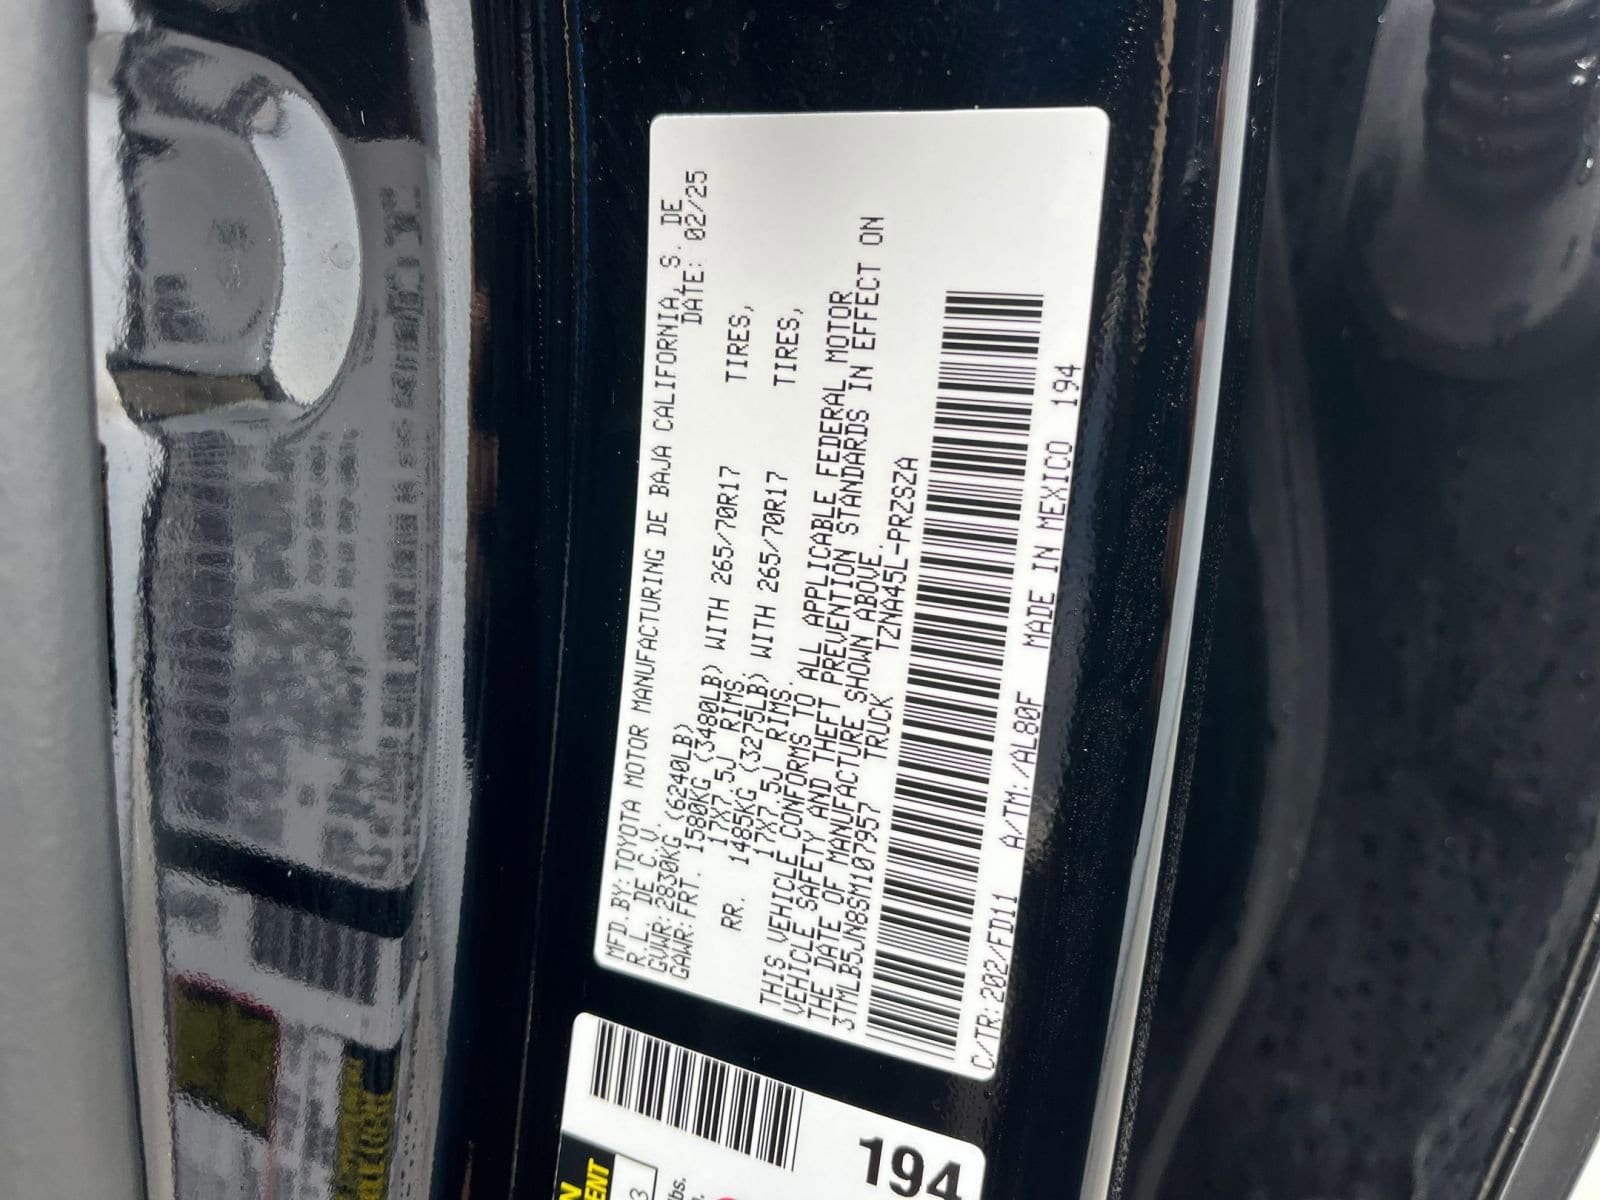 MFD.BY:TOYOTA MOTOR MANUFACTURING DE BAJA CALIFORNIA,S. DE
R.L. DE C.V. DATE: 02/25
GVWR:2830KG (6240LB)
GAWR:FRT. 1580KG (3480LB) WITH 265/70R17 TIRES,
17X7.5J RIMS
RR. 1485KG (3275LB) WITH 265/70R17 TIRES,
17X7.5J RIMS
THIS VEHICLE CONFORMS TO ALL APPLICABLE FEDERAL MOTOR
VEHICLE SAFETY AND THEFT PREVENTION STANDARDS IN EFFECT ON
THE DATE OF MANUFACTURE SHOWN ABOVE.
3TMLB5JN8SM107957 TRUCK TZNA45L-PRZSZA
C/TR:202/FD11 A/TM:/AL80F MADE IN MEXICO 194
194
3
lbs.